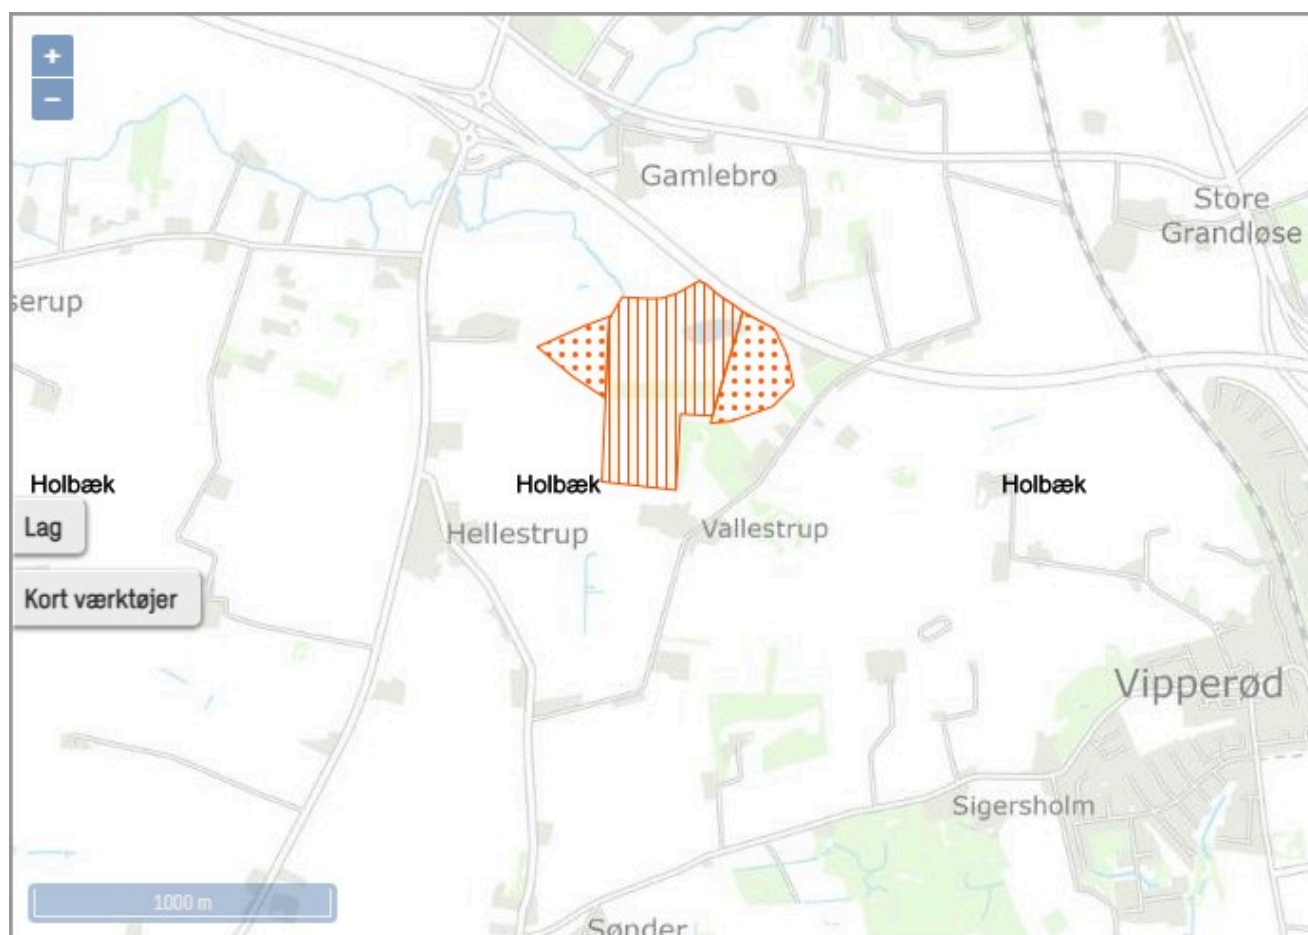 +
−
Gamlebro
Store
Grandløse
serup
Holbæk
Holbæk
Holbæk
Lag
Hellestrup
Vallestrup
Kort værktøjer
Vipperød
Sigersholm
1000 m
Sønder